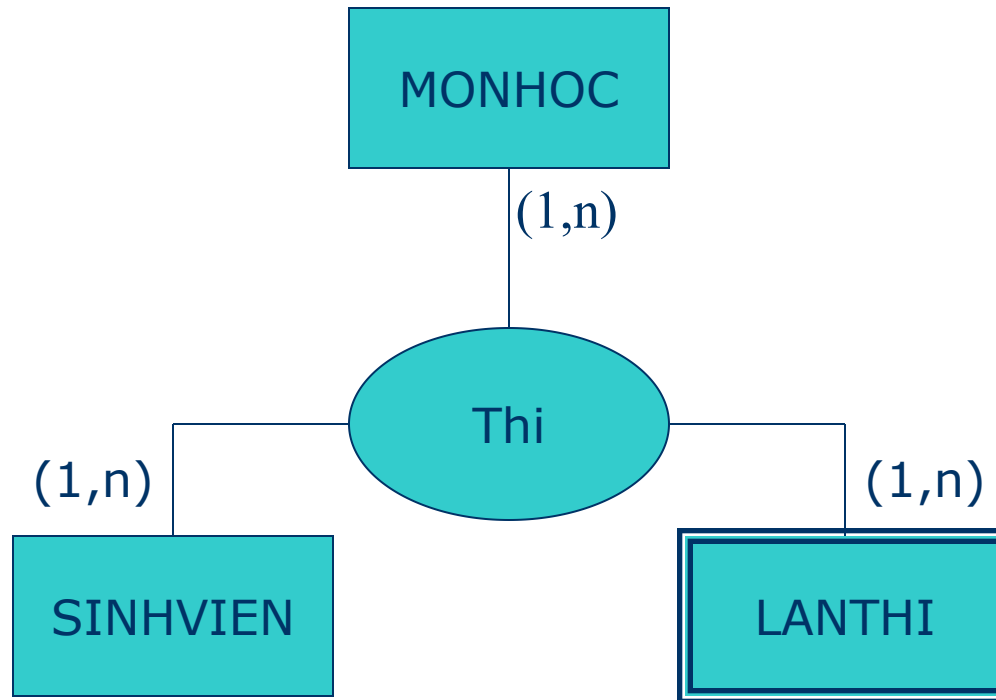 MONHOC
(1,n)
Thi
(1,n)
(1,n)
SINHVIEN
LANTHI